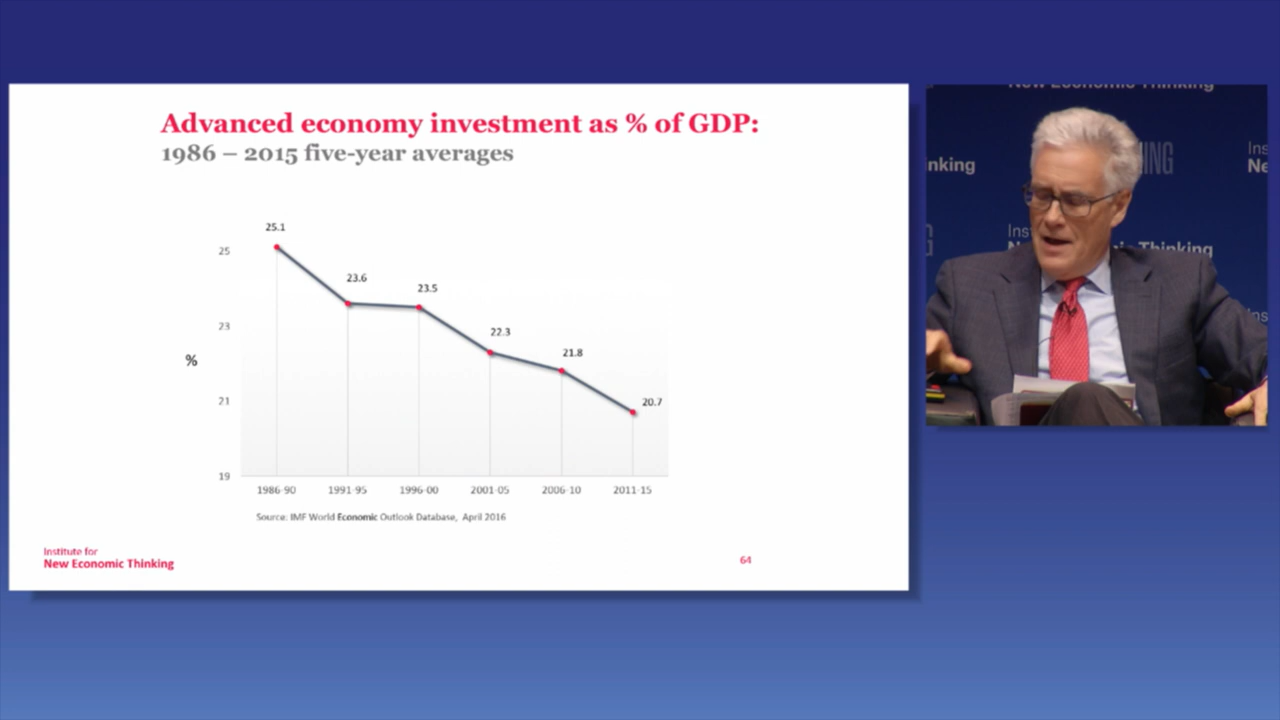 Advanced economy investment as % of GDP:
1986 – 2015 five-year averages
25.1
25
23.6
23.5
23
22.3
%
21.8
21
20.7
19
1986-90 1991-95 1996-00 2001-05 2006-10 2011-15
Source: IMF World Economic Outlook Database, April 2016
Institute for
New Economic Thinking
64
New Economic Thinking
nking
ING
Ins
Ne
Ins
Thinking